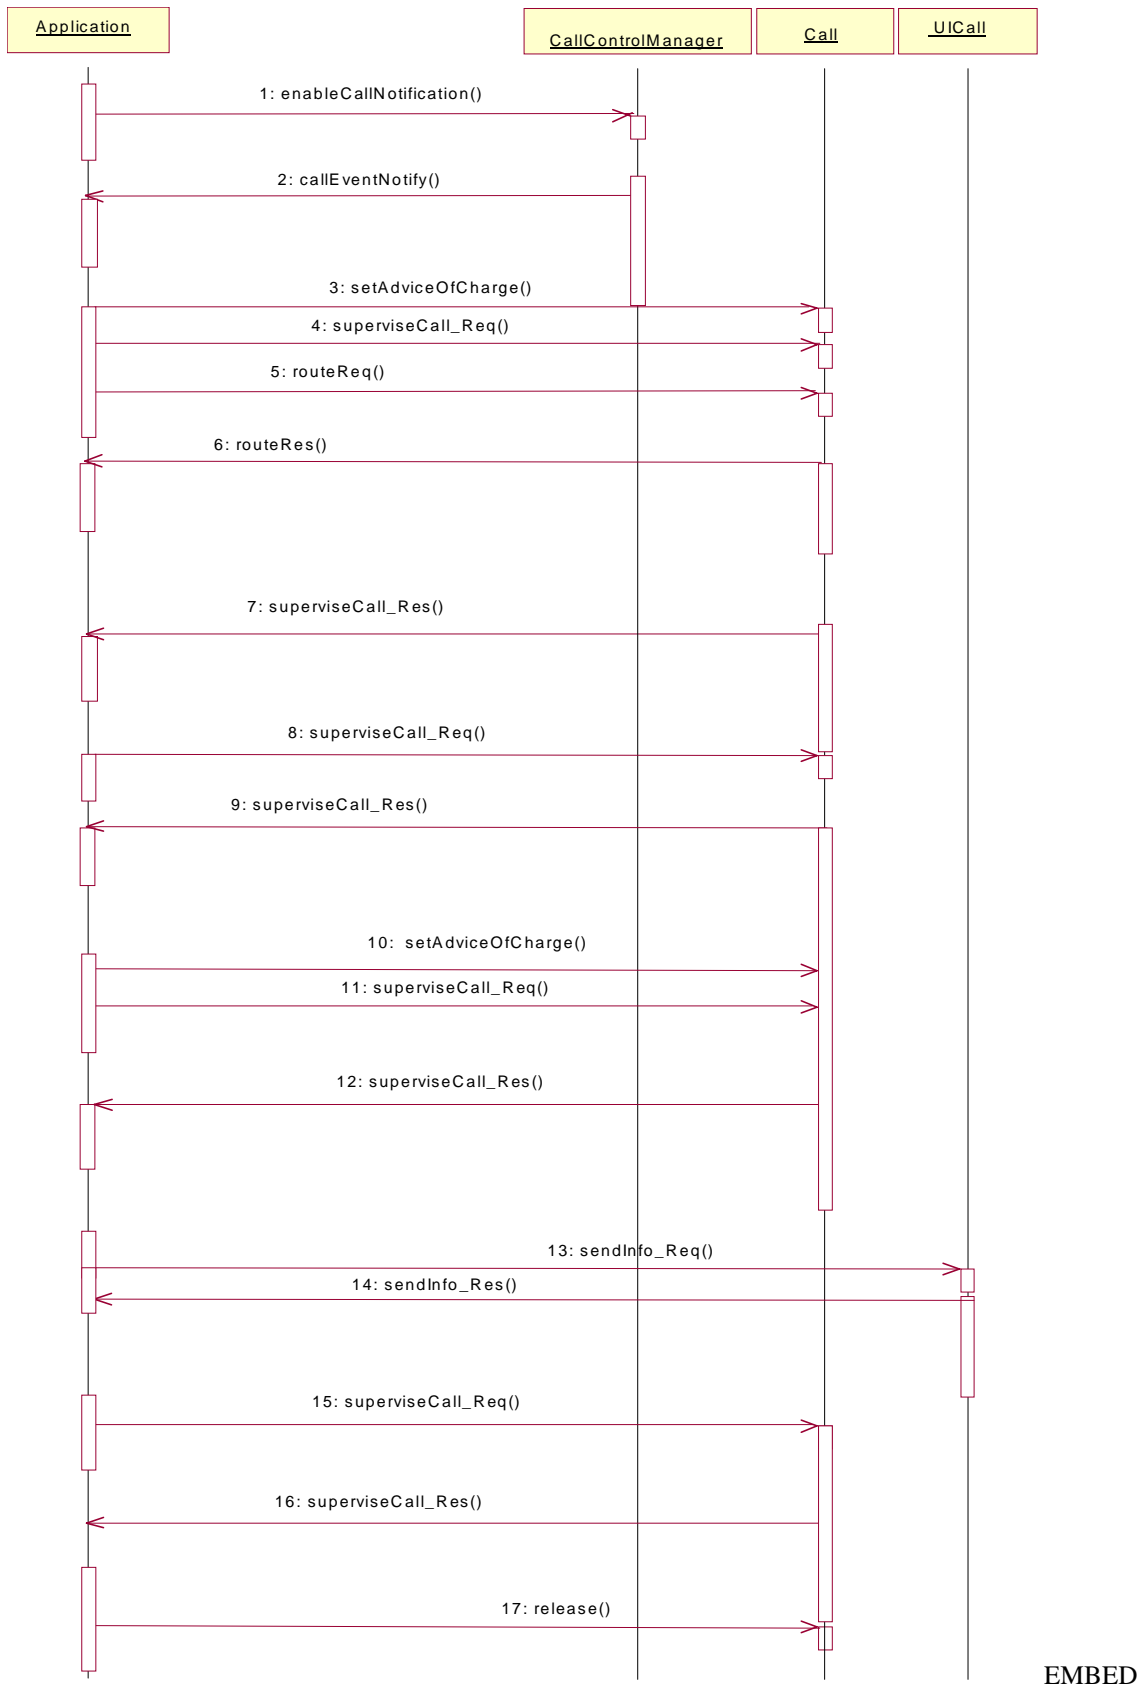 Application
CallControlManager
Call
UICall
1: enableCallNotification()
2: callEventNotify()
3: setAdviceOfCharge()
4: superviseCall_Req()
5: routeReq()
6: routeRes()
7: superviseCall_Res()
8: superviseCall_Req()
9: superviseCall_Res()
10:  setAdviceOfCharge()
11: superviseCall_Req()
12: superviseCall_Res()
13: sendInfo_Req()
14: sendInfo_Res()
15: superviseCall_Req()
16: superviseCall_Res()
17: release()
EMBED